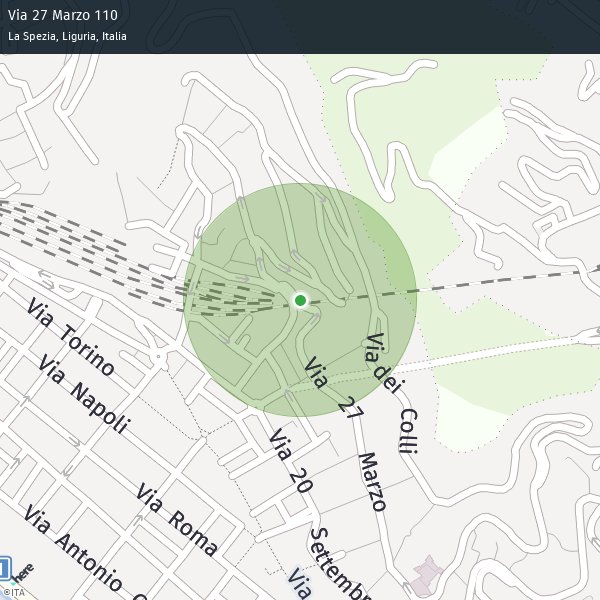 Via 27 Marzo 110
La Spezia, Liguria, Italia
Via Torino
Via Napoli
Via dei Colli
Via 27 Marzo
Via 20 Settembr
Via Roma
Via Antonio
Via
here
©ITA